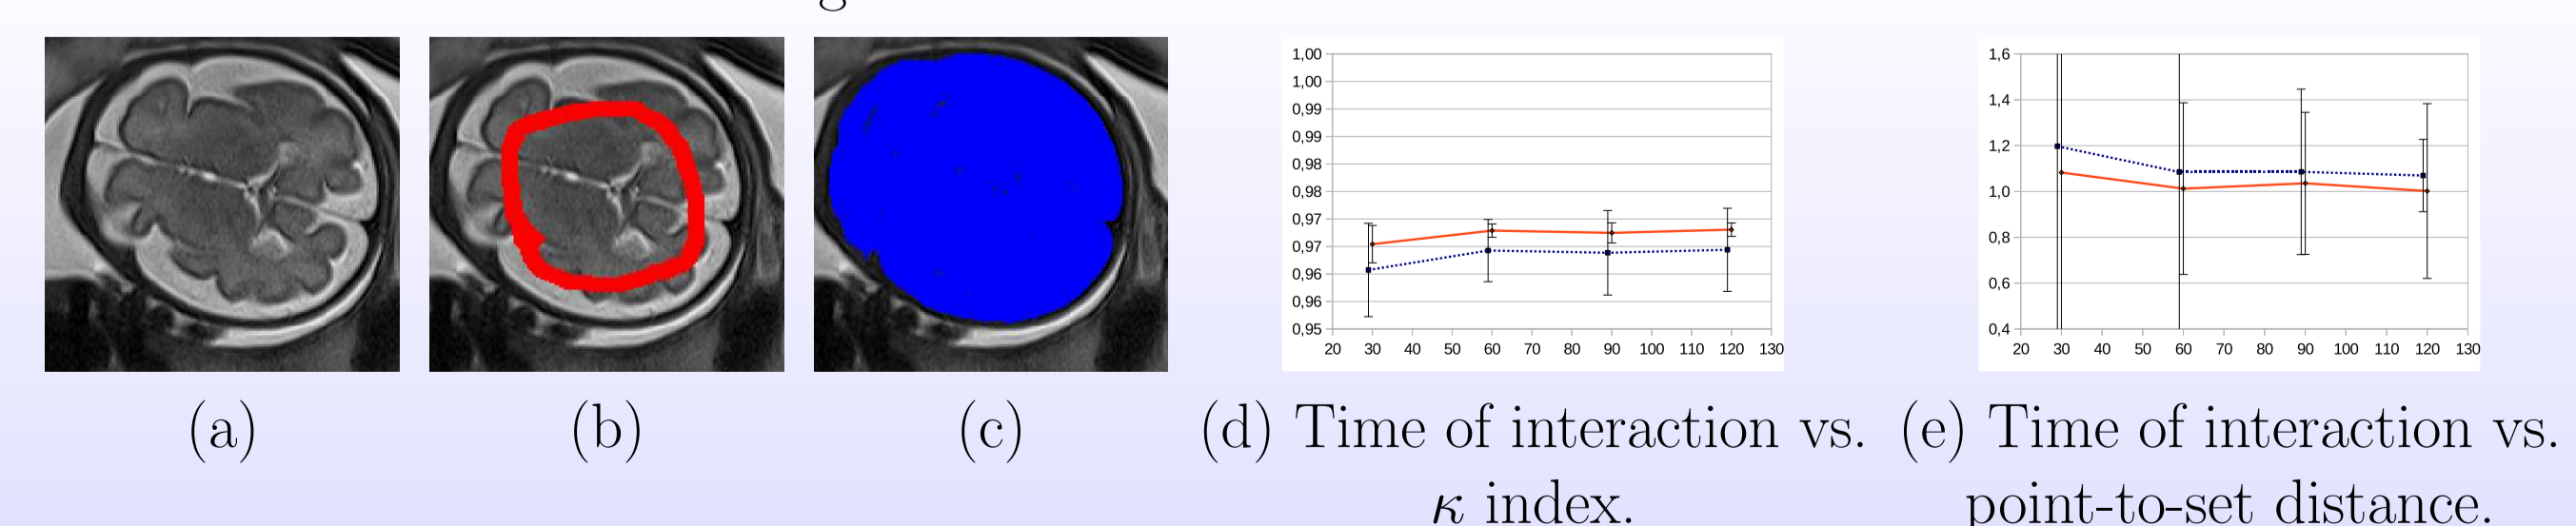 1,00
1,00
0,99
0,99
0,98
0,98
0,97
0,97
0,96
0,96
0,95
20 30 40 50 60 70 80 90 100 110 120 130
1,6
1,4
1,2
1,0
0,8
0,6
0,4
20 30 40 50 60 70 80 90 100 110 120 130
(a)
(b)
(c)
(d) Time of interaction vs.
κ index.
(e) Time of interaction vs.
point-to-set distance.